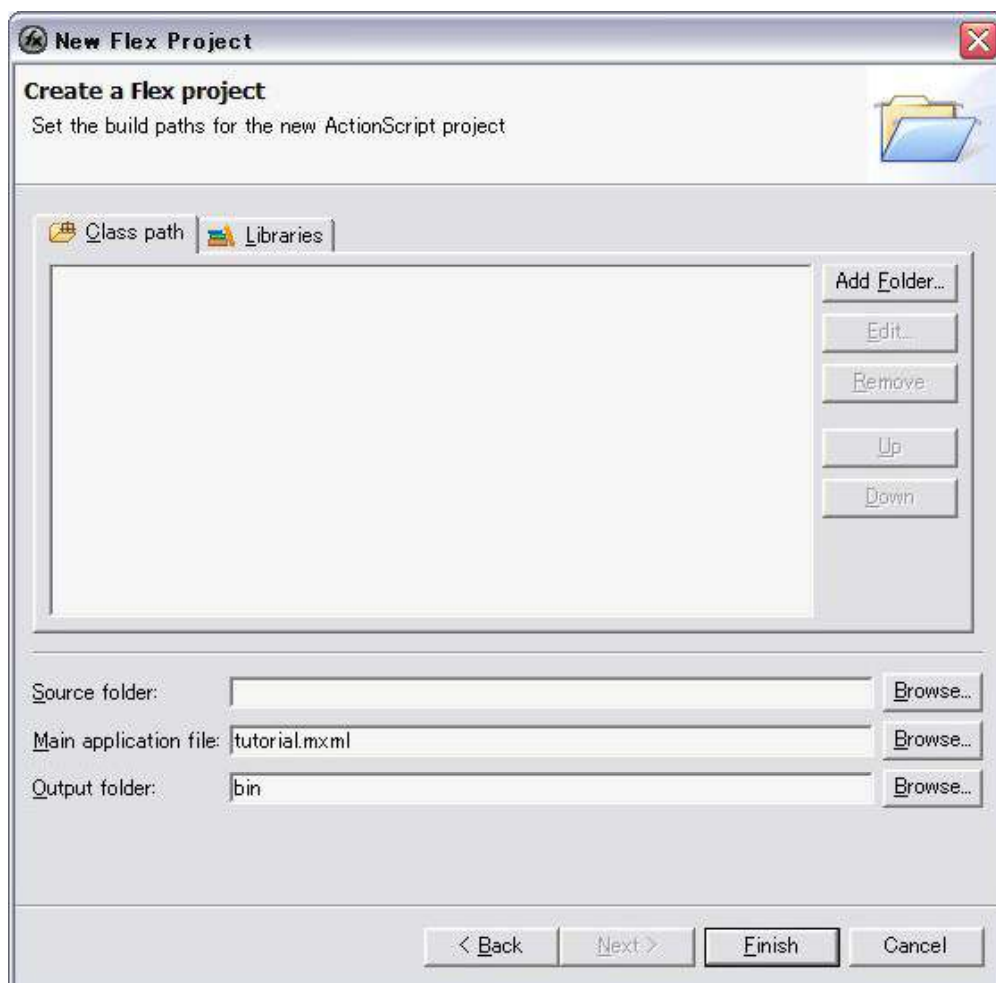 New Flex Project
Create a Flex project
Set the build paths for the new ActionScript project
Class path
Libraries
Add Folder...
Edit...
Remove
Up
Down
Source folder:
Browse...
Main application file: tutorial.mxml
Browse...
Output folder: bin
Browse...
< Back
Next >
Finish
Cancel